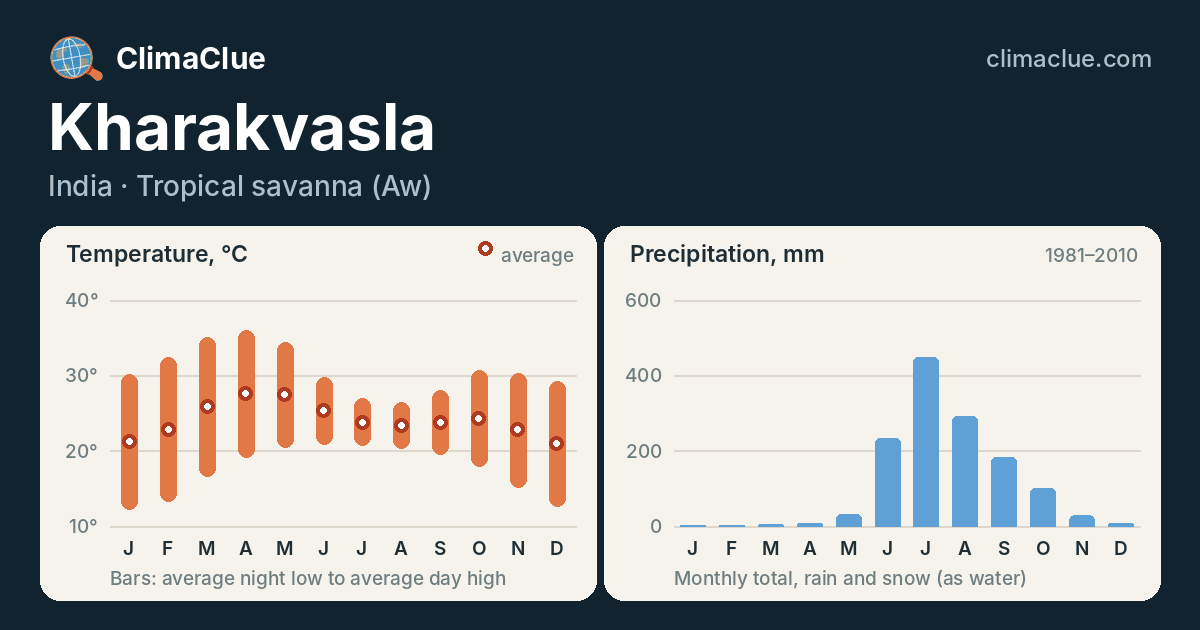 ClimaClue
climaclue.com
Kharakvasla
India · Tropical savanna (Aw)
Temperature, °C
average
40°
30°
20°
10°
J F M A M J J A S O N D
Bars: average night low to average day high
Precipitation, mm
1981–2010
600
400
200
0
J F M A M J J A S O N D
Monthly total, rain and snow (as water)